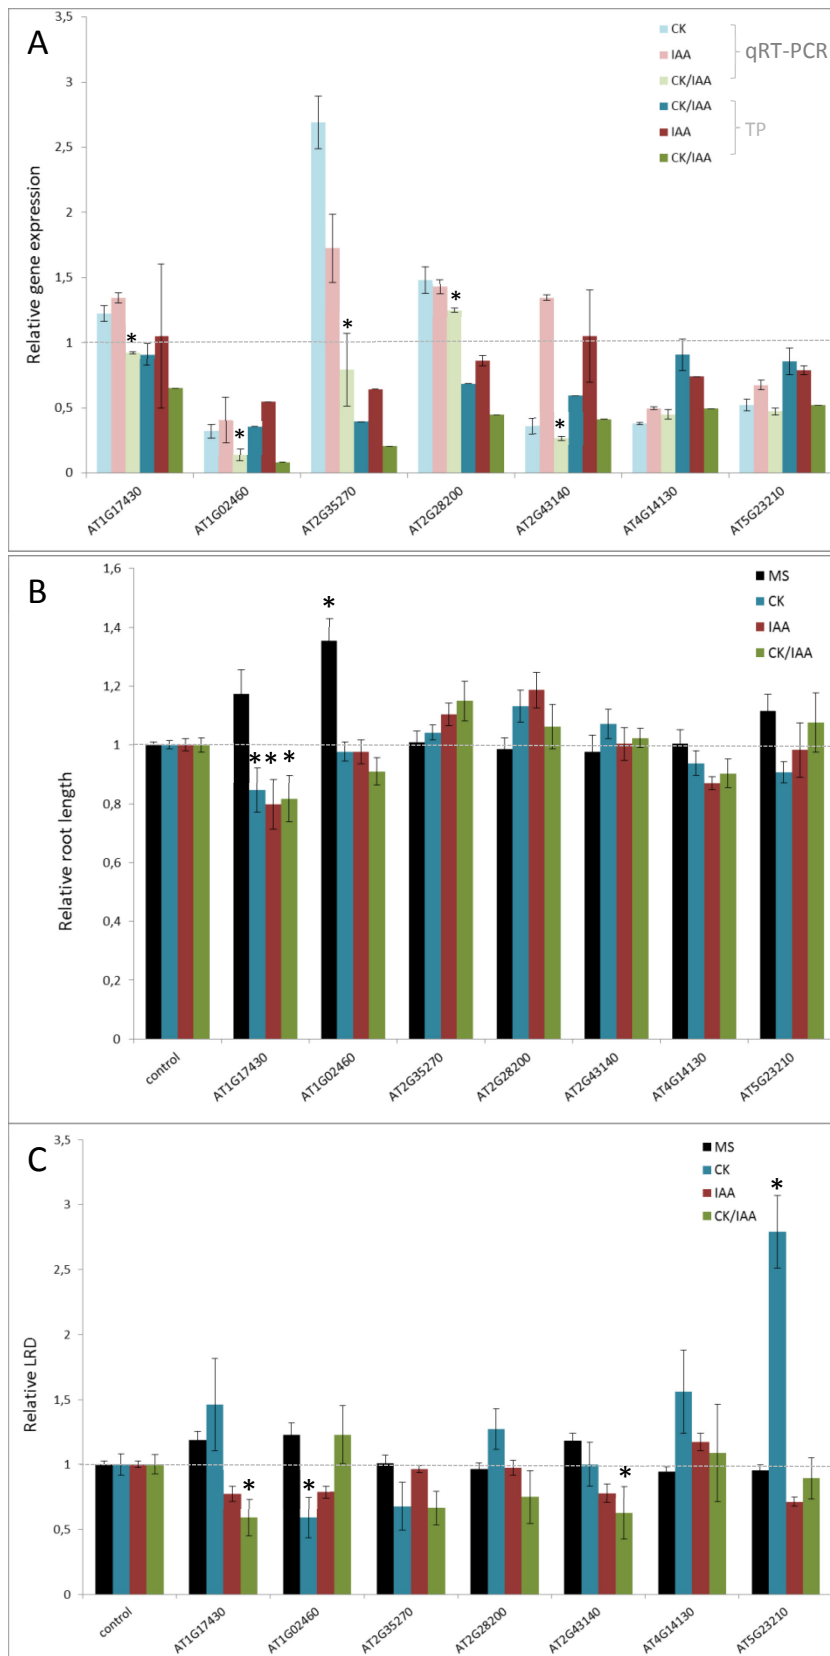 A
3,5
3
2,5
2
1,5
1
0,5
0
Relative gene expression
CK
IAA
CK/IAA
qRT-PCR
CK/IAA
IAA
CK/IAA
TP
*
*
*
*
*
AT1G17430
AT1G02460
AT2G35270
AT2G28200
AT2G43140
AT4G14130
AT5G23210
B
1,6
1,4
1,2
1
0,8
0,6
0,4
0,2
0
Relative root length
MS
CK
IAA
CK/IAA
*
* * *
control
AT1G17430
AT1G02460
AT2G35270
AT2G28200
AT2G43140
AT4G14130
AT5G23210
C
3,5
3
2,5
2
1,5
1
0,5
0
Relative LRD
MS
CK
IAA
CK/IAA
*
*
*
*
control
AT1G17430
AT1G02460
AT2G35270
AT2G28200
AT2G43140
AT4G14130
AT5G23210